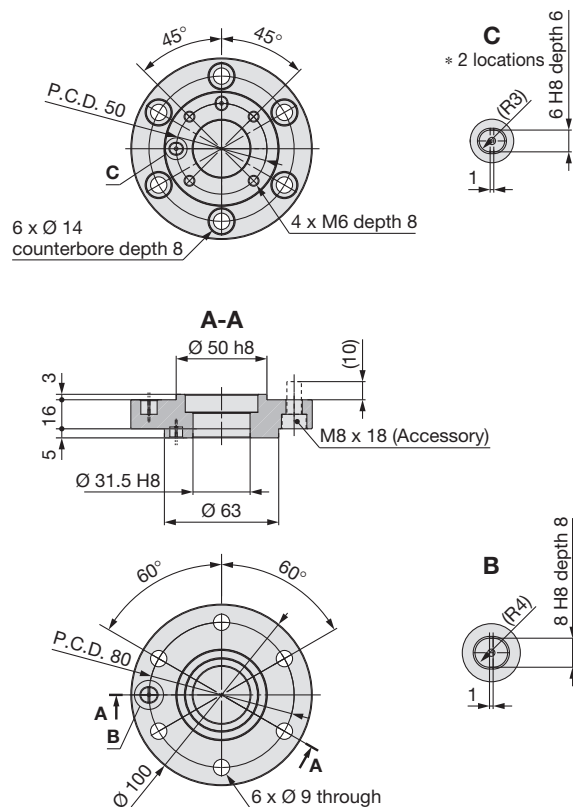 45°
45°
P.C.D. 50
C
6 x Ø 14
counterbore depth 8
4 x M6 depth 8
C
* 2 locations
6 H8 depth 6
(R3)
1
A-A
Ø 50 h8
(10)
3
16
5
M8 x 18 (Accessory)
Ø 31.5 H8
Ø 63
60°
60°
P.C.D. 80
A
B
Ø 100
A
6 x Ø 9 through
B
8 H8 depth 8
(R4)
1